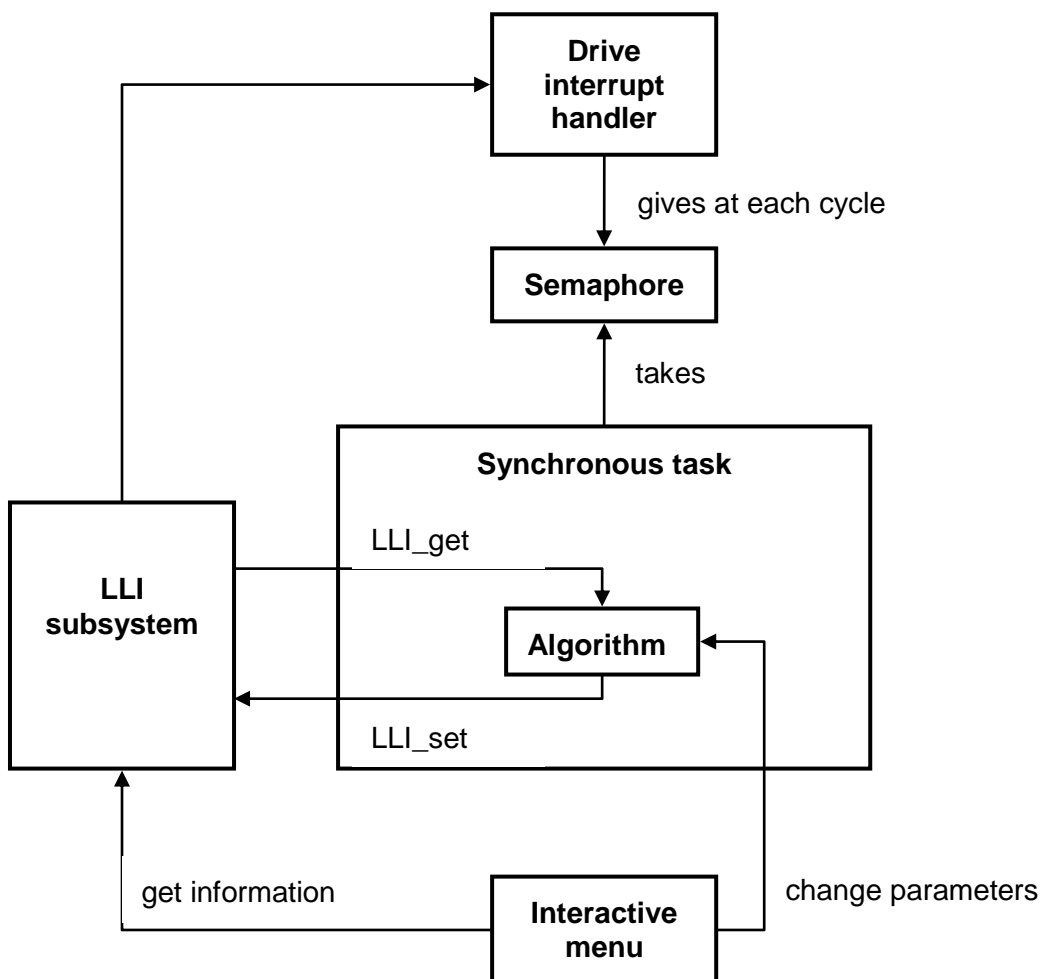 Drive
interrupt
handler
gives at each cycle
Semaphore
takes
Synchronous task
LLI_get
LLI
subsystem
Algorithm
LLI_set
get information
change parameters
Interactive
menu